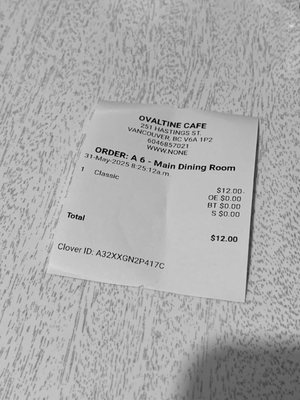 OVALTINE CAFE
251 HASTINGS ST.
VANCOUVER, BC V6A 1P2
6046857021
WWW.NONE
ORDER: A 6 - Main Dining Room
31-May-2025 8:25:12a.m.
1 Classic $12.00
OE $0.00
BT $0.00
S $0.00
Total $12.00
Clover ID: A32XXGN2P417C